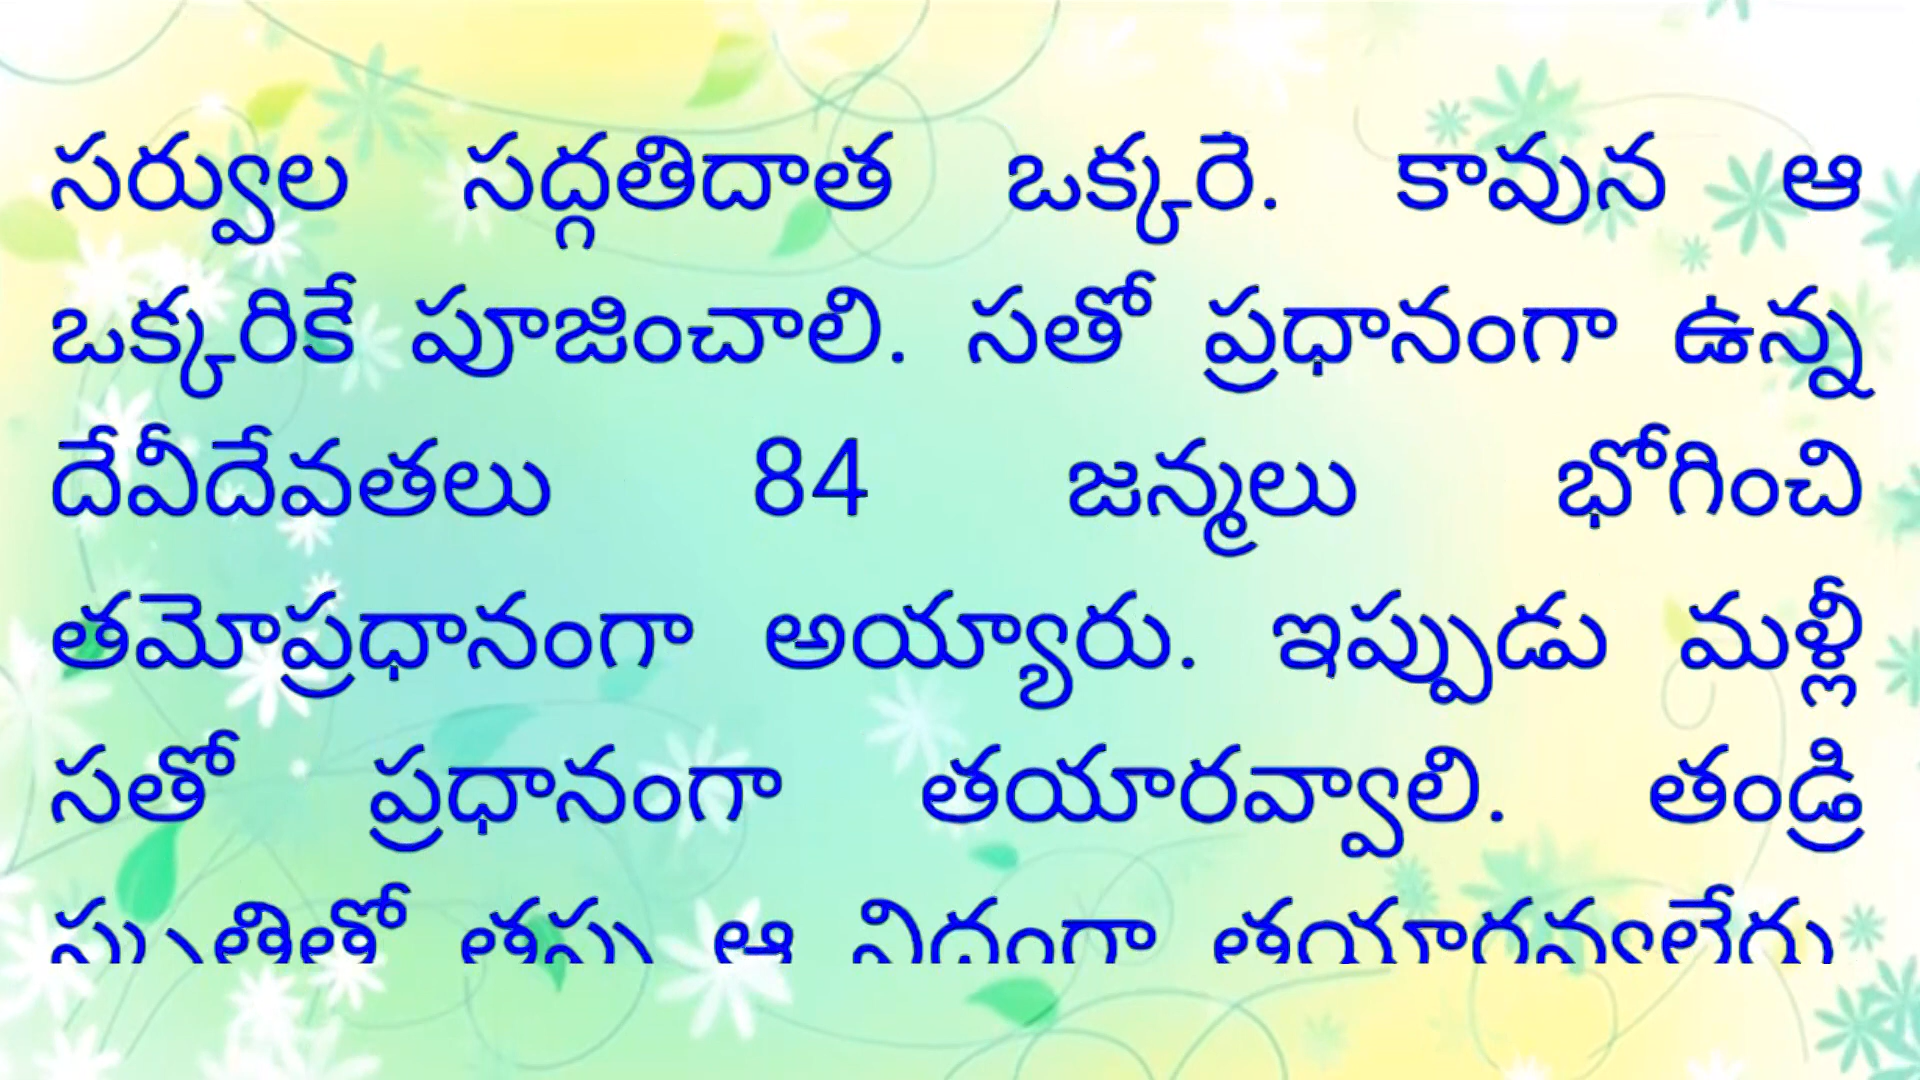 సర్వుల సద్గతిదాత ఒక్కరె. కావున ఆ
ఒక్కరికే పూజించాలి. సతో ప్రధానంగా ఉన్న
దేవీదేవతలు 84 జన్మలు భోగించి
తమోప్రధానంగా అయ్యారు. ఇప్పుడు మళ్లీ
సతో ప్రధానంగా తయారవ్వాలి. తండ్రి
ఆ